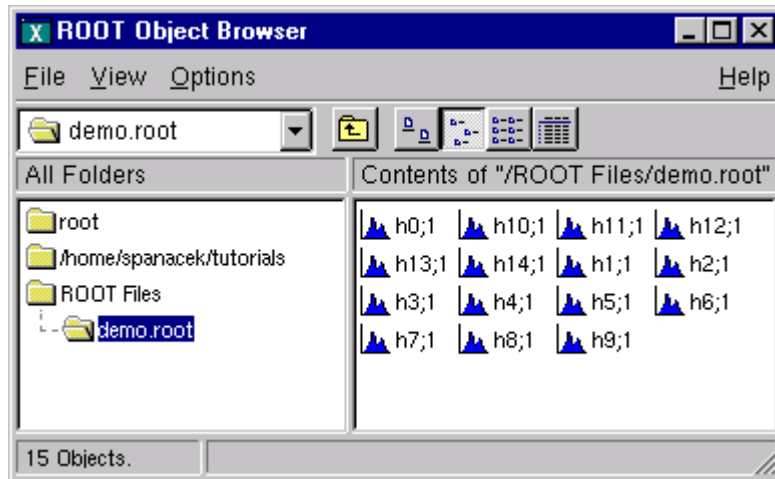 X ROOT Object Browser
File View Options Help
demo.root
All Folders Contents of "/ROOT Files/demo.root"
root
/home/spanacek/tutorials
ROOT Files
demo.root
h0;1 h10;1 h11;1 h12;1
h13;1 h14;1 h1;1 h2;1
h3;1 h4;1 h5;1 h6;1
h7;1 h8;1 h9;1
15 Objects.